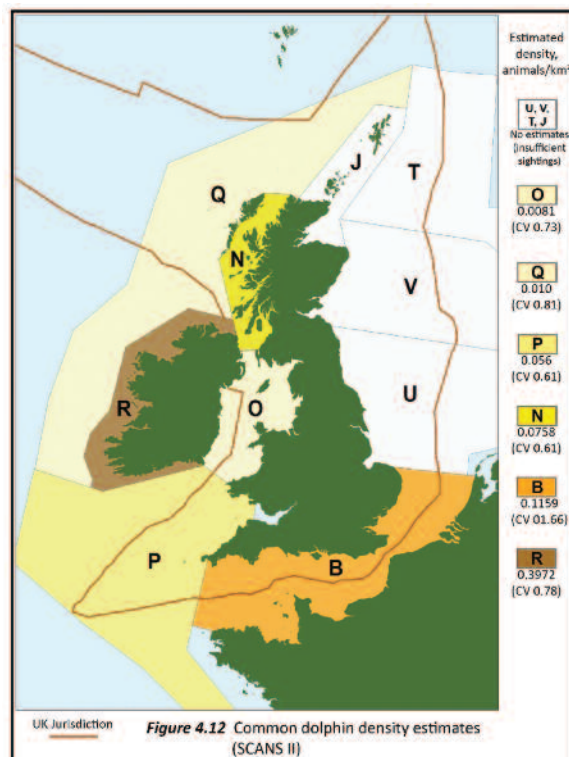 Estimated
density,
animals/km²
U, V,
T, J
No estimates
(insufficient
sightings)
O
0.0081
(CV 0.73)
Q
0.010
(CV 0.81)
P
0.056
(CV 0.61)
N
0.0758
(CV 0.61)
B
0.1159
(CV 01.66)
R
0.3972
(CV 0.78)
J
T
Q
N
V
R
O
U
P
B
UK Jurisdiction
Figure 4.12 Common dolphin density estimates
(SCANS II)